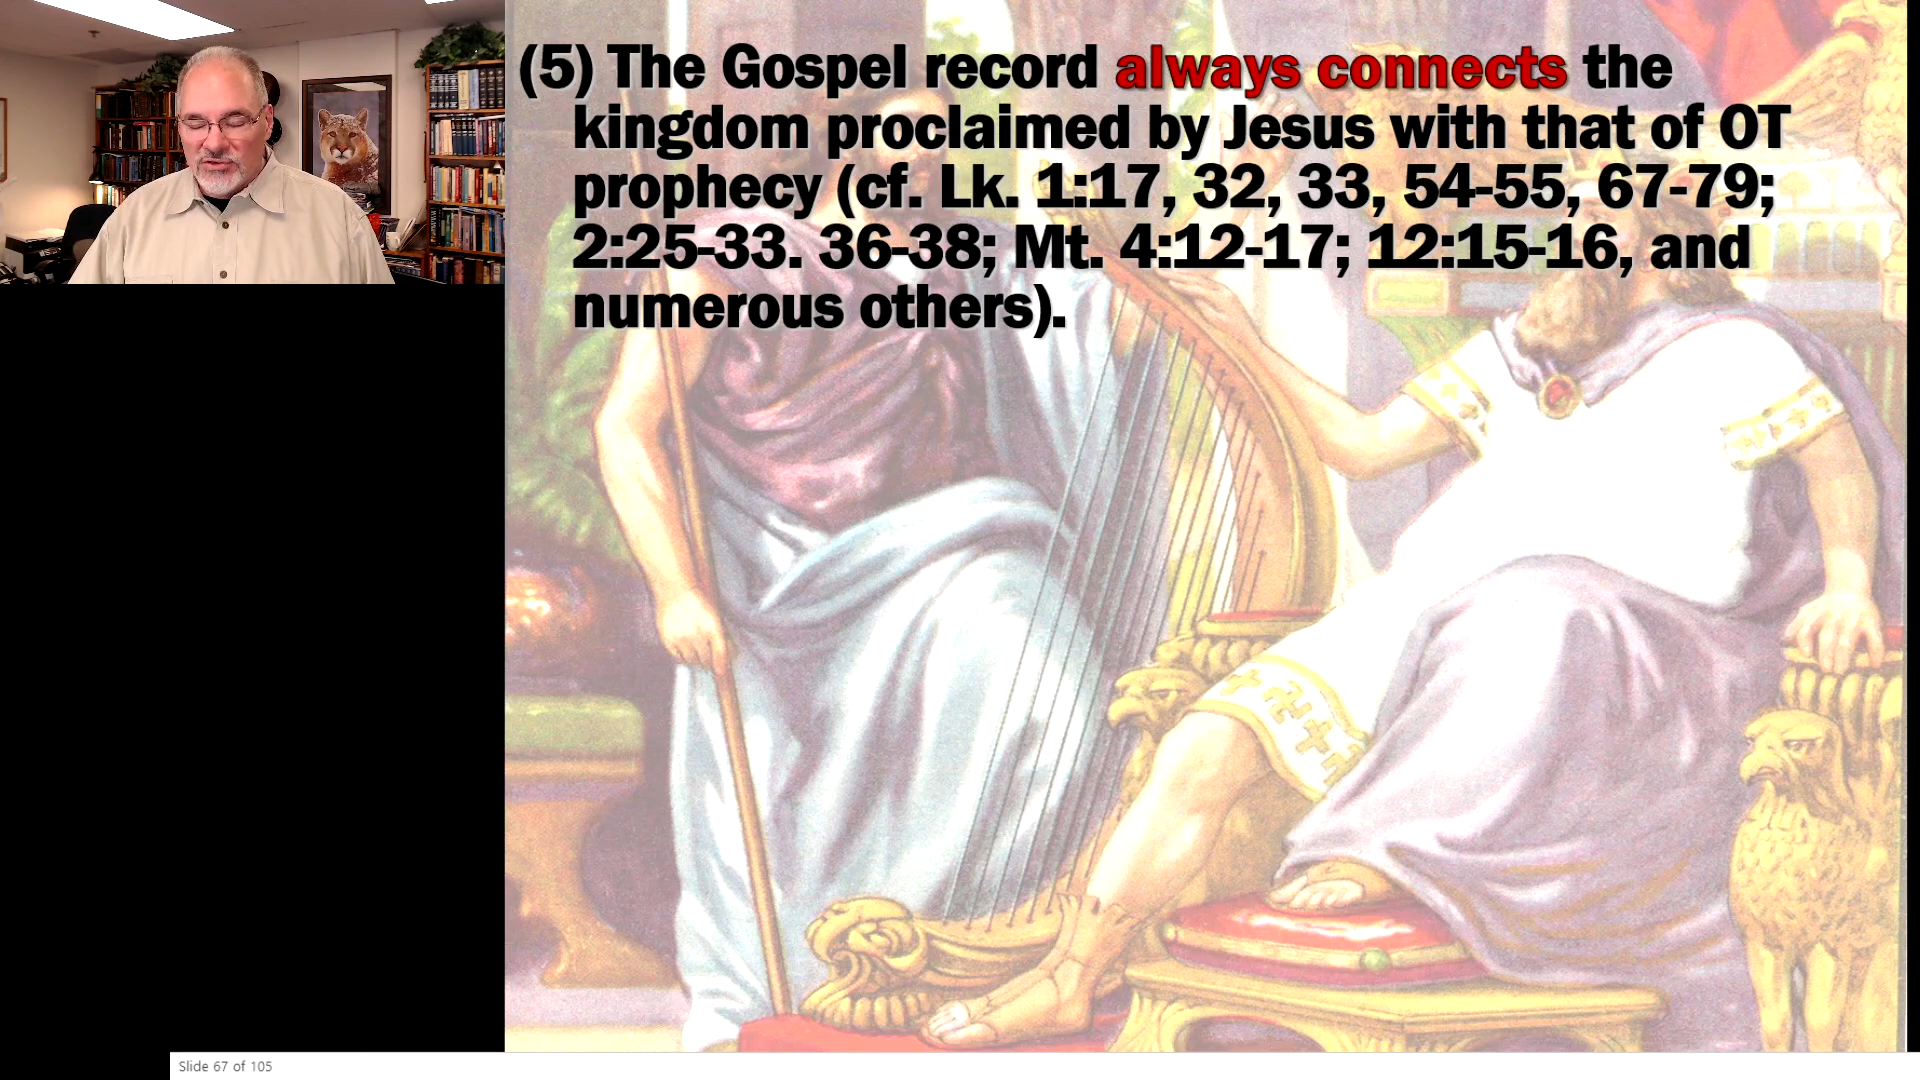 (5) The Gospel record always connects the
kingdom proclaimed by Jesus with that of OT
prophecy (cf. Lk. 1:17, 32, 33, 54-55, 67-79;
2:25-33. 36-38; Mt. 4:12-17; 12:15-16, and
numerous others).
Slide 67 of 105